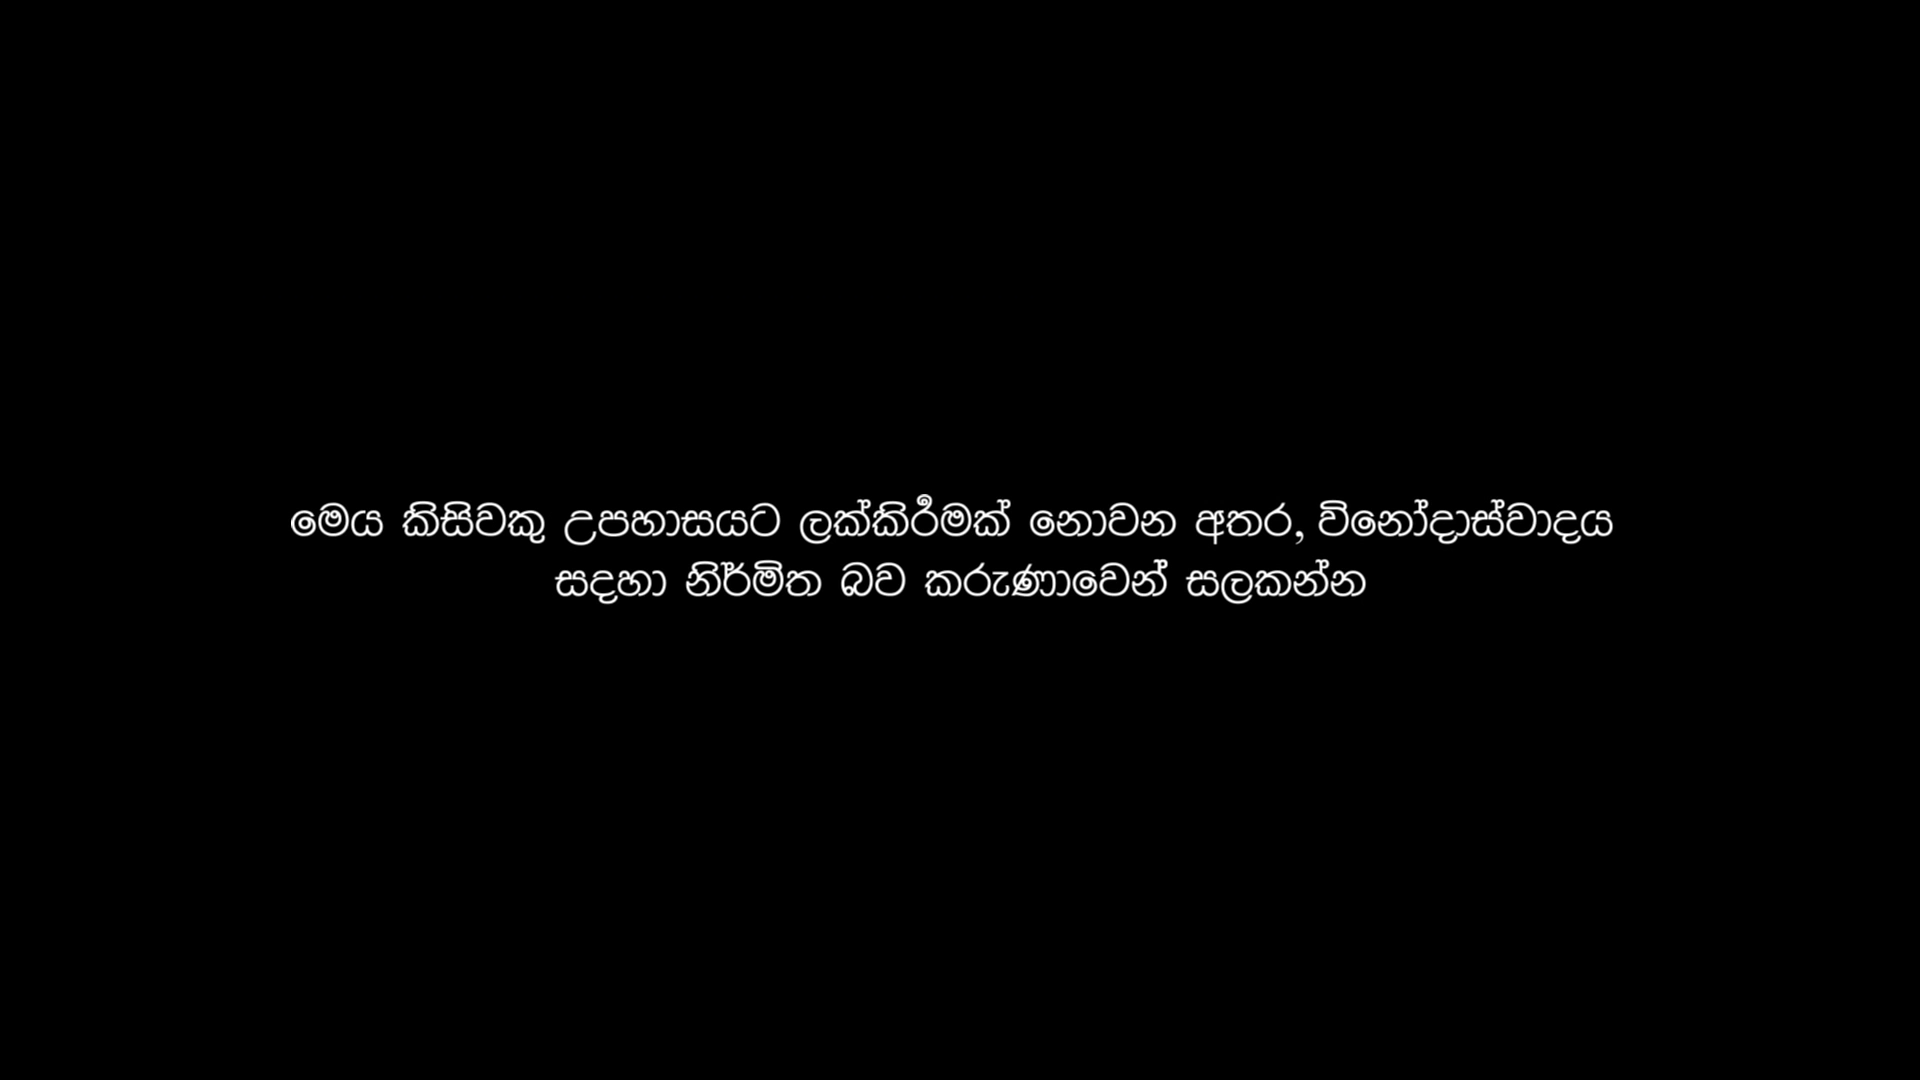 මෙය කිසිවකු උපහාසයට ලක්කිර්මක් නොවන අතර, විනෝදාස්වාදය
සදහා නිර්මිත බව කරුණාවෙන් සලකන්න